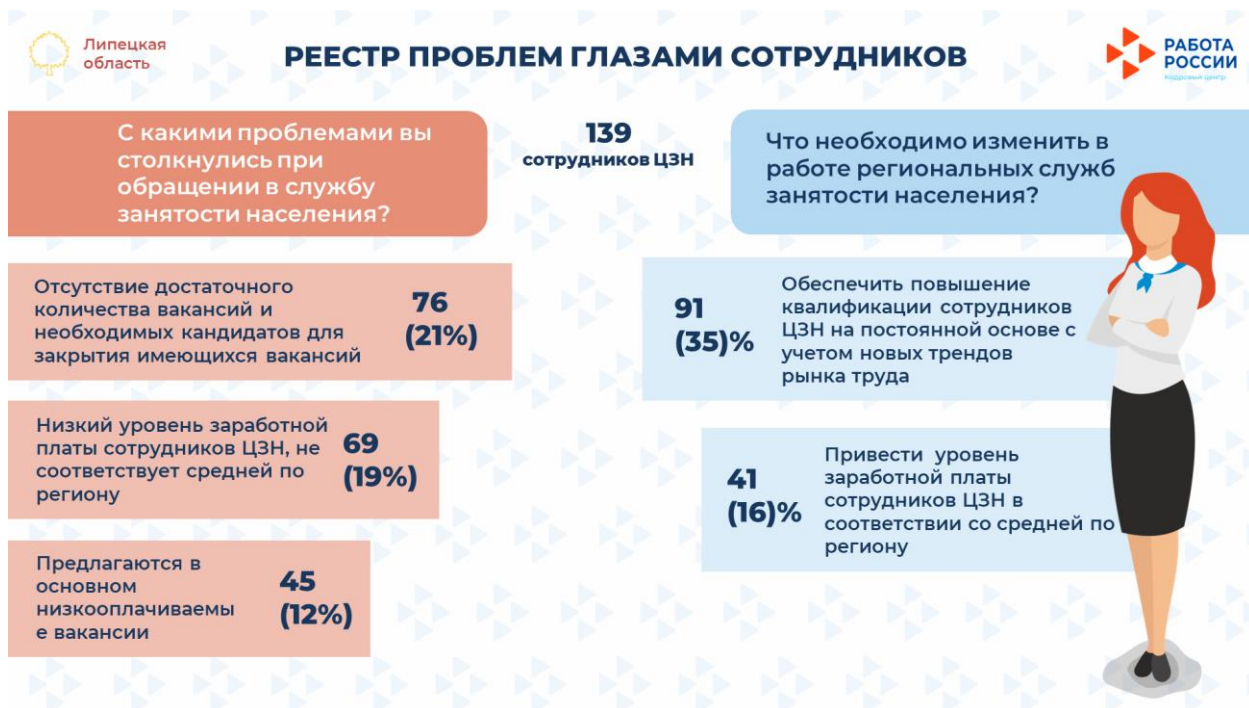 Липецкая
область
РЕЕСТР ПРОБЛЕМ ГЛАЗАМИ СОТРУДНИКОВ
РАБОТА
РОССИИ
кадровый центр
С какими проблемами вы
столкнулись при
обращении в службу
занятости населения?
139
сотрудников ЦЗН
Что необходимо изменить в
работе региональных служб
занятости населения?
Отсутствие достаточного
количества вакансий и
необходимых кандидатов для
закрытия имеющихся вакансий
76
(21%)
Низкий уровень заработной
платы сотрудников ЦЗН, не
соответствует средней по
региону
69
(19%)
Предлагаются в
основном
низкооплачиваемы
е вакансии
45
(12%)
91
(35)%
Обеспечить повышение
квалификации сотрудников
ЦЗН на постоянной основе с
учетом новых трендов
рынка труда
41
(16)%
Привести уровень
заработной платы
сотрудников ЦЗН в
соответствии со средней по
региону